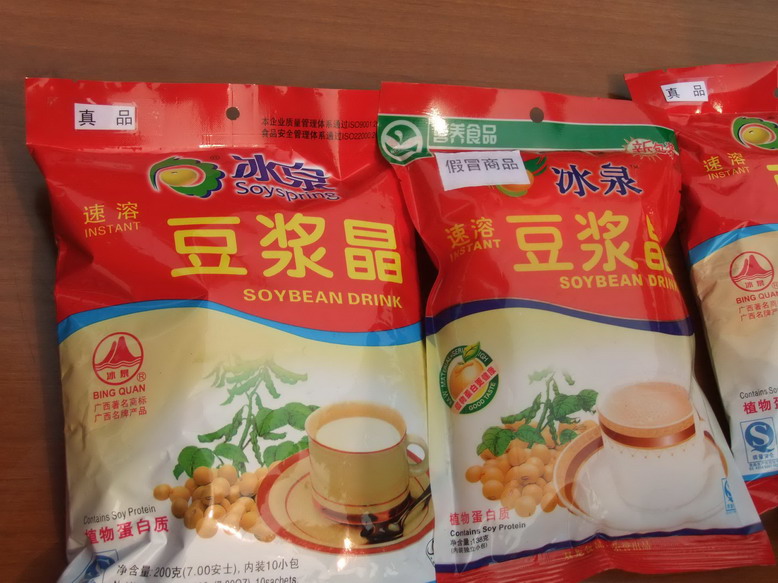 真 品
本企业质量管理体系通过ISO9001
食品安全管理体系通过ISO22000
冰泉
Soyspring
速溶
INSTANT
豆浆晶
SOYBEAN DRINK
冰泉
®
BING QUAN
广西著名商标
广西名牌产品
Contains Soy Protein
植物蛋白质
净含量:200克(7.00安士), 内装10小包
10sachets
营养食品
假冒商品
冰泉
速溶
INSTANT
豆浆晶
SOYBEAN DRIN
GOOD TASTE
植物蛋白质
Contains Soy Protein
真 品
速溶
INSTANT
冰泉
BING QUAN
Contains Soy
植物蛋